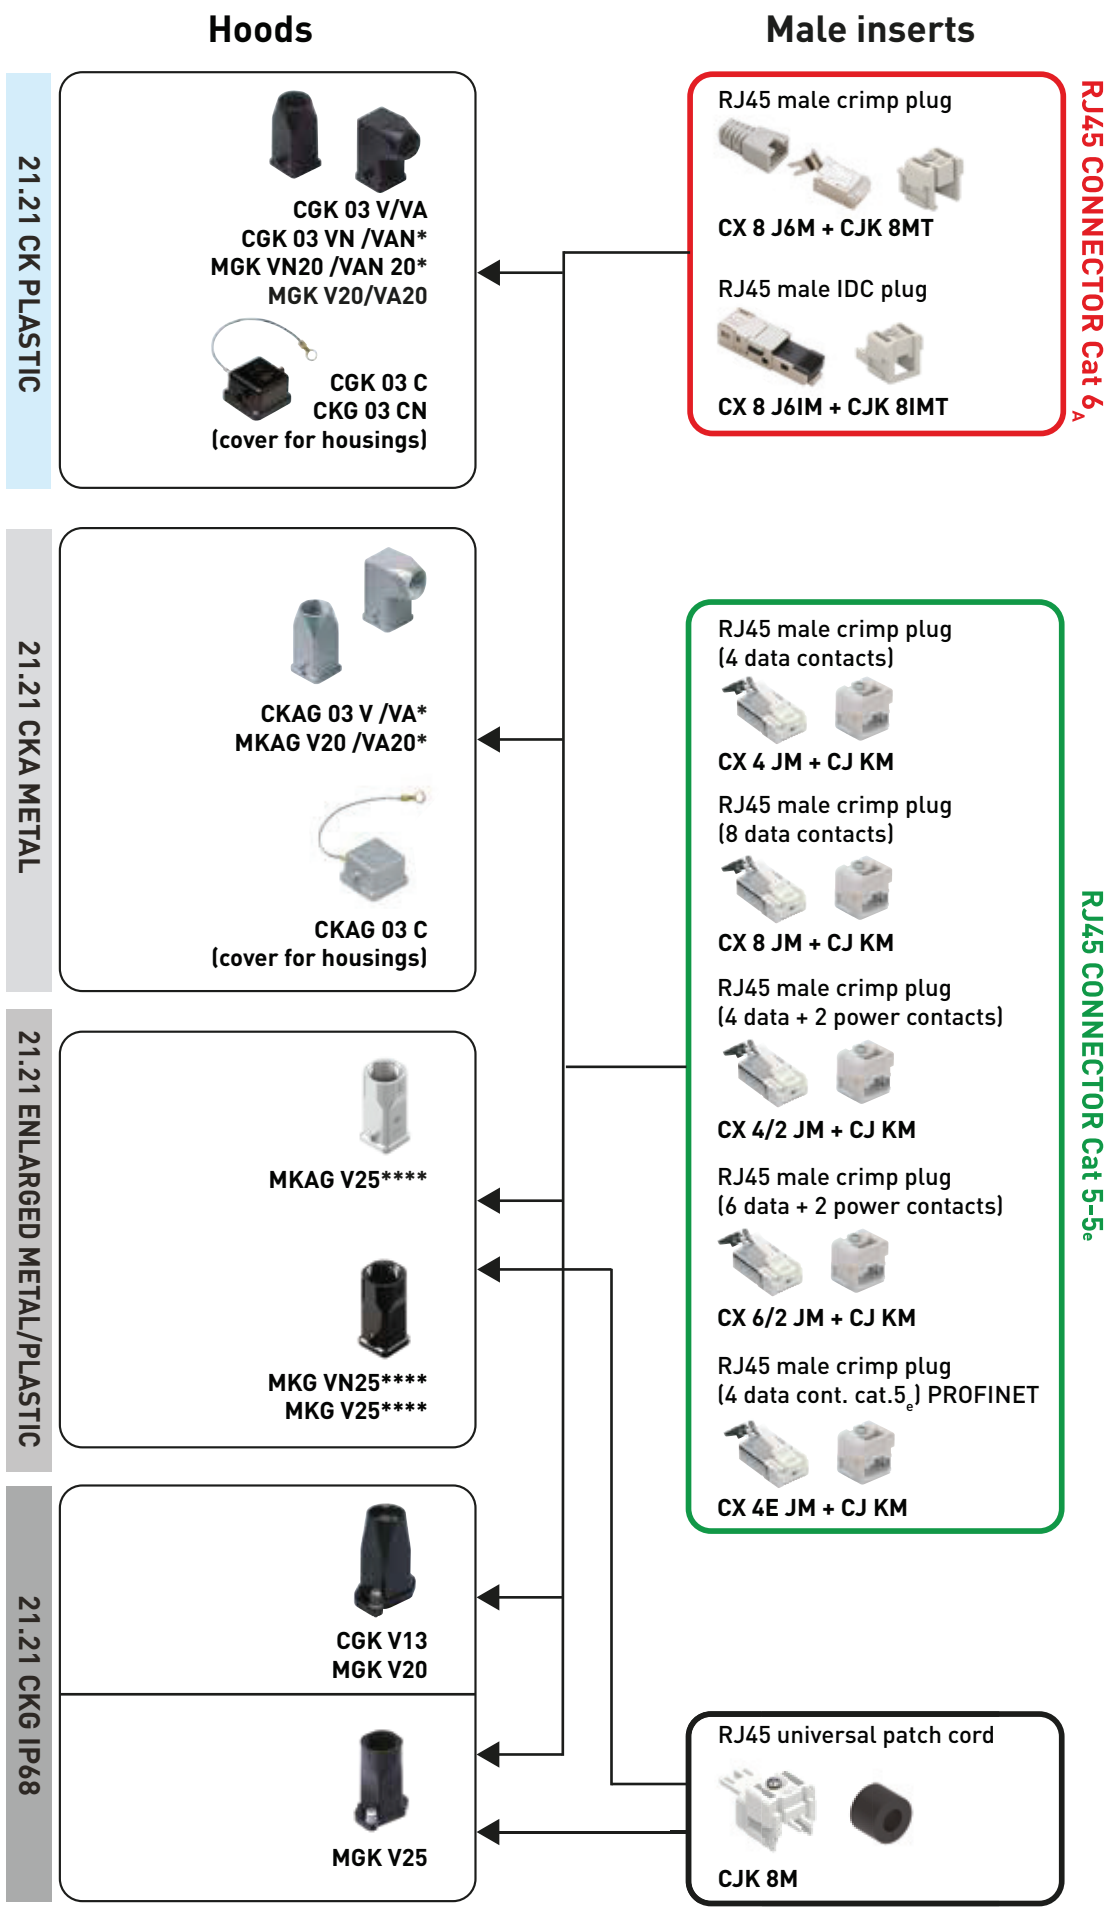 Hoods
Male inserts
21.21 CK PLASTIC
CGK 03 V/VA
CGK 03 VN /VAN*
MGK VN20 /VAN 20*
MGK V20/VA20
CGK 03 C
CKG 03 CN
(cover for housings)
21.21 CKA METAL
CKAG 03 V /VA*
MKAG V20 /VA20*
CKAG 03 C
(cover for housings)
21.21 ENLARGED METAL/PLASTIC
MKAG V25****
MKG VN25****
MKG V25****
21.21 CKG IP68
CGK V13
MGK V20
MGK V25
RJ45 CONNECTOR Cat 6A
RJ45 male crimp plug
CX 8 J6M + CJK 8MT
RJ45 male IDC plug
CX 8 J6IM + CJK 8IMT
RJ45 CONNECTOR Cat 5-5e
RJ45 male crimp plug
(4 data contacts)
CX 4 JM + CJ KM
RJ45 male crimp plug
(8 data contacts)
CX 8 JM + CJ KM
RJ45 male crimp plug
(4 data + 2 power contacts)
CX 4/2 JM + CJ KM
RJ45 male crimp plug
(6 data + 2 power contacts)
CX 6/2 JM + CJ KM
RJ45 male crimp plug
(4 data cont. cat.5e) PROFINET
CX 4E JM + CJ KM
RJ45 universal patch cord
CJK 8M